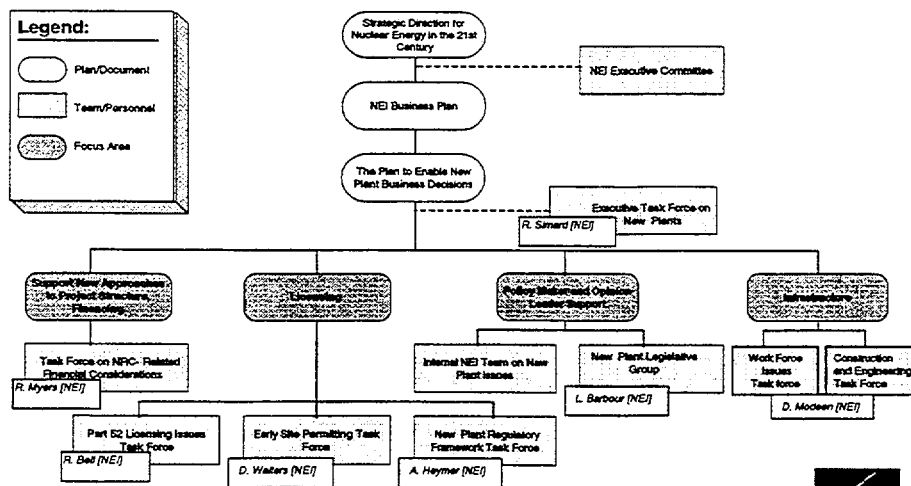 Legend:
Plan/Document
Team/Personnel
Focus Area
Strategic Direction for
Nuclear Energy in the 21st
Century
NEI Executive Committee
NEI Business Plan
The Plan to Enable New
Plant Business Decisions
Executive Task Force on
New Plants
R. Simard [NEI]
Support New Approaches
to Project Structure,
Financing
Licensing
Policy Maker and Opinion
Leader Support
Infrastructure
Task Force on NRC- Related
Financial Considerations
R. Myers [NEI]
Internal NEI Team on New
Plant Issues
New Plant Legislative
Group
L. Barbour [NEI]
Work Force
Issues
Task force
Construction
and Engineering
Task Force
D. Modeen [NEI]
Part 52 Licensing Issues
Task Force
R. Bell [NEI]
Early Site Permitting Task
Force
D. Walters [NEI]
New Plant Regulatory
Framework Task Force
A. Heymer [NEI]